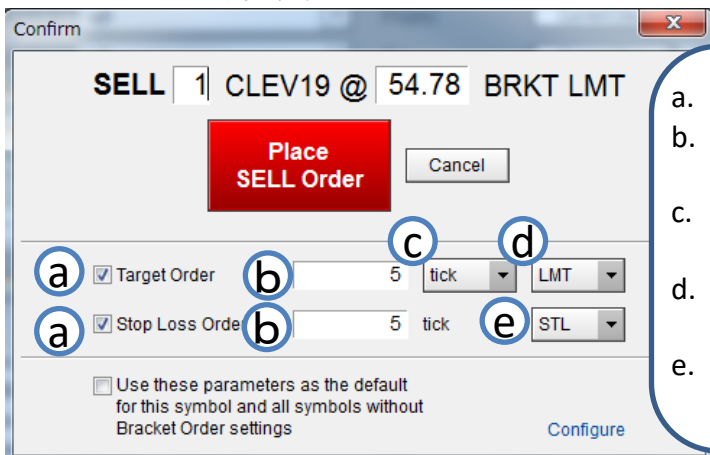 Confirm
SELL 1 CLEV19 @ 54.78 BRKT LMT
Place
SELL Order
Cancel
c d
a Target Order b 5 tick LMT
a Stop Loss Order b 5 tick e STL
Use these parameters as the default
for this symbol and all symbols without
Bracket Order settings
Configure
a.
b.
c.
d.
e.